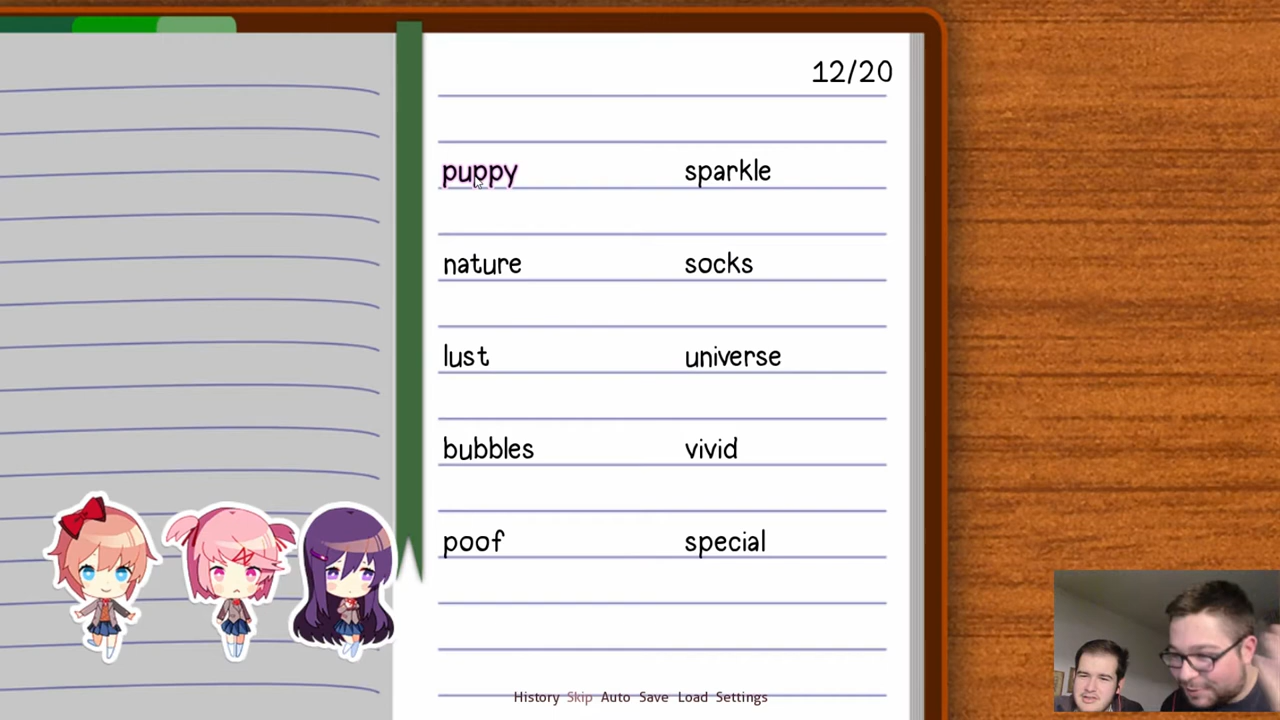 12/20
puppy sparkle
nature socks
lust universe
bubbles vivid
poof special
History Skip Auto Save Load Settings